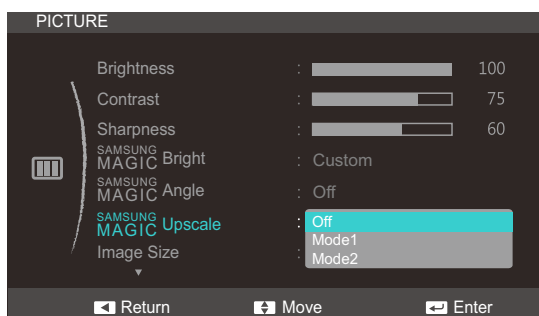 PICTURE
Brightness : 100
Contrast : 75
Sharpness : 60
SAMSUNG MAGIC Bright : Custom
SAMSUNG MAGIC Angle : Off
SAMSUNG MAGIC Upscale : Off
Mode1
Image Size : Mode2
Return Move Enter